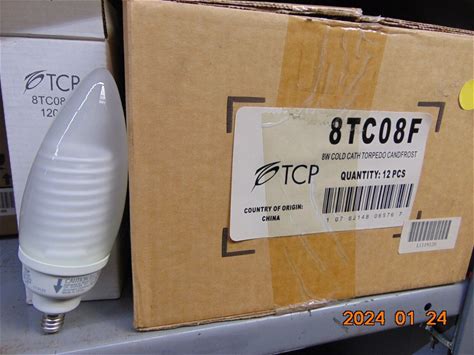 TCP
8TC08
120
8TC08F
8W COLD CATH TORPEDO CANDFROST
TCP
QUANTITY: 12 PCS
COUNTRY OF ORIGIN:
CHINA
2024 01 24